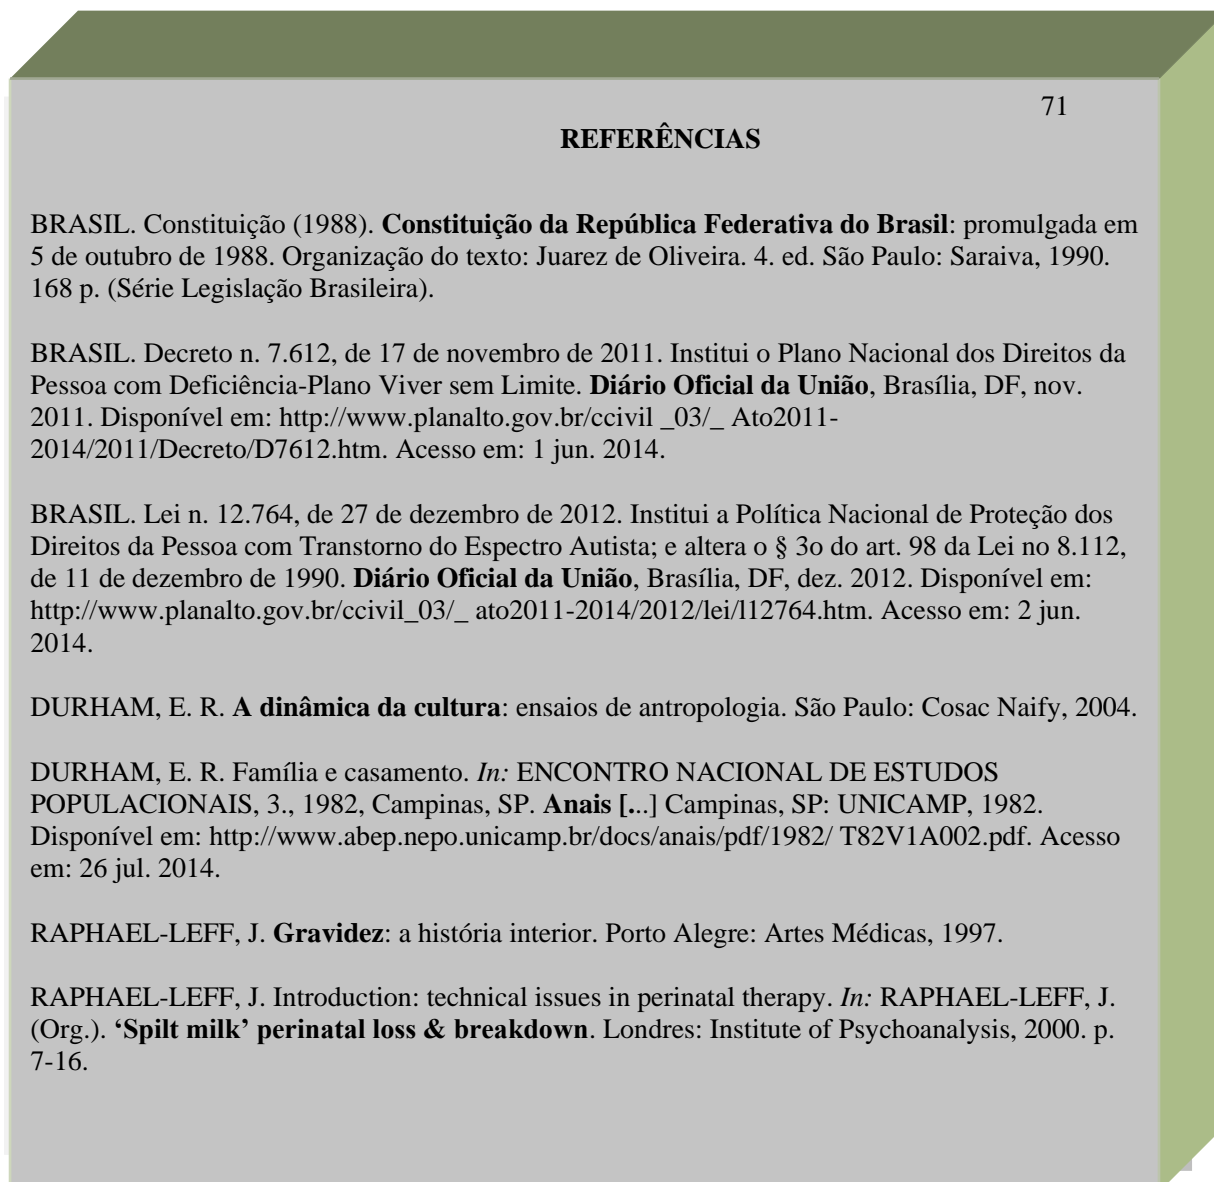 71
REFERÊNCIAS
BRASIL. Constituição (1988). Constituição da República Federativa do Brasil: promulgada em
5 de outubro de 1988. Organização do texto: Juarez de Oliveira. 4. ed. São Paulo: Saraiva, 1990.
168 p. (Série Legislação Brasileira).
BRASIL. Decreto n. 7.612, de 17 de novembro de 2011. Institui o Plano Nacional dos Direitos da
Pessoa com Deficiência-Plano Viver sem Limite. Diário Oficial da União, Brasília, DF, nov.
2011. Disponível em: http://www.planalto.gov.br/ccivil _03/_ Ato2011-
2014/2011/Decreto/D7612.htm. Acesso em: 1 jun. 2014.
BRASIL. Lei n. 12.764, de 27 de dezembro de 2012. Institui a Política Nacional de Proteção dos
Direitos da Pessoa com Transtorno do Espectro Autista; e altera o § 3o do art. 98 da Lei no 8.112,
de 11 de dezembro de 1990. Diário Oficial da União, Brasília, DF, dez. 2012. Disponível em:
http://www.planalto.gov.br/ccivil_03/_ ato2011-2014/2012/lei/l12764.htm. Acesso em: 2 jun.
2014.
DURHAM, E. R. A dinâmica da cultura: ensaios de antropologia. São Paulo: Cosac Naify, 2004.
DURHAM, E. R. Família e casamento. In: ENCONTRO NACIONAL DE ESTUDOS
POPULACIONAIS, 3., 1982, Campinas, SP. Anais [...] Campinas, SP: UNICAMP, 1982.
Disponível em: http://www.abep.nepo.unicamp.br/docs/anais/pdf/1982/ T82V1A002.pdf. Acesso
em: 26 jul. 2014.
RAPHAEL-LEFF, J. Gravidez: a história interior. Porto Alegre: Artes Médicas, 1997.
RAPHAEL-LEFF, J. Introduction: technical issues in perinatal therapy. In: RAPHAEL-LEFF, J.
(Org.). ‘Spilt milk’ perinatal loss & breakdown. Londres: Institute of Psychoanalysis, 2000. p.
7-16.